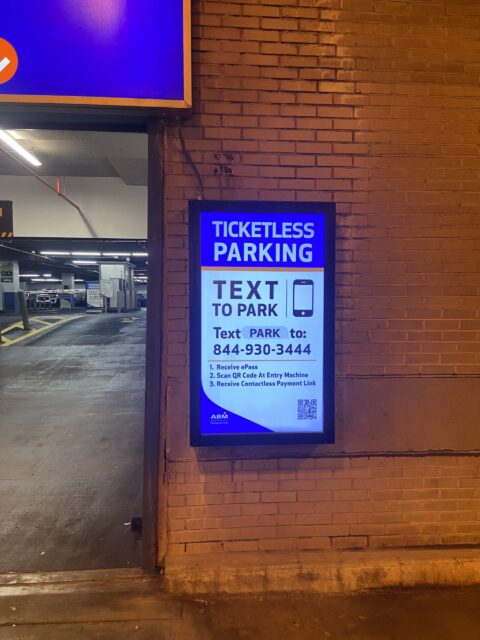 TICKETLESS
PARKING
TEXT
TO PARK
Text PARK to:
844-930-3444
1. Receive ePass
2. Scan QR Code At Entry Machine
3. Receive Contactless Payment Link
ABM